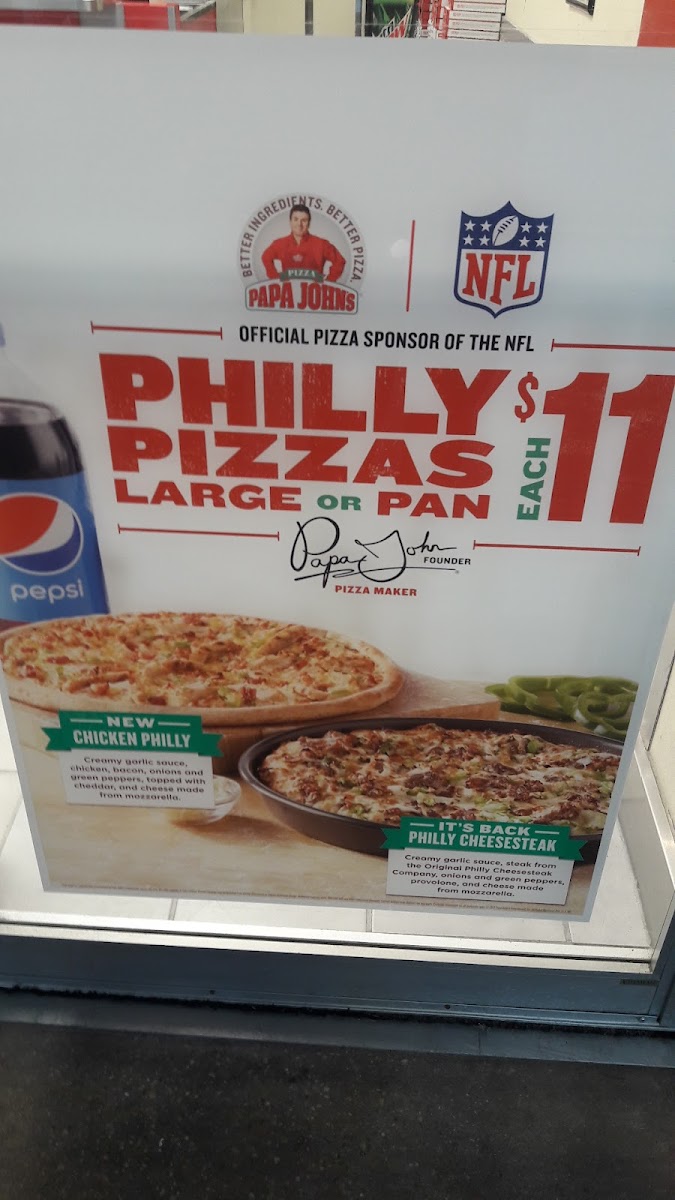 BETTER INGREDIENTS. BETTER PIZZA.
PIZZA
PAPA JOHNS
NFL
OFFICIAL PIZZA SPONSOR OF THE NFL
PHILLY
PIZZAS
LARGE OR PAN
$11
EACH
Papa John
FOUNDER
PIZZA MAKER
pepsi
NEW
CHICKEN PHILLY
Creamy garlic sauce,
chicken, bacon, onions and
green peppers, topped with
cheddar, and cheese made
from mozzarella.
IT'S BACK
PHILLY CHEESESTEAK
Creamy garlic sauce, steak from
the Original Philly Cheesesteak
Company, onions and green peppers,
provolone, and cheese made
from mozzarella.